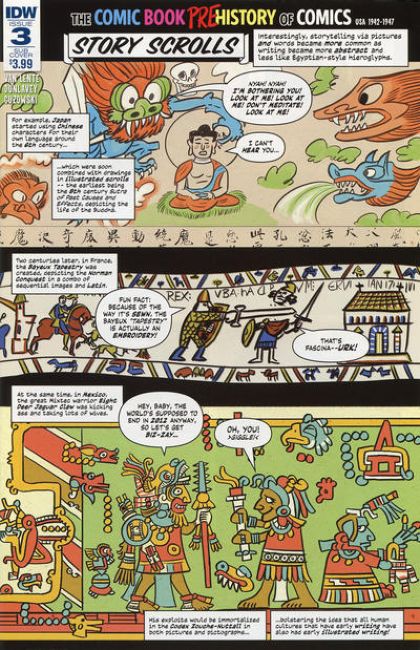 IDW
ISSUE
3
SUB
COVER
$3.99
VAN LENTE
DUNLAVEY
GUZOWSKI
THE COMIC BOOK PREHISTORY OF COMICS USA 1942-1947
STORY SCROLLS
Interestingly, storytelling via pictures
and words became more common as
writing became more abstract and
less like Egyptian-style hieroglyphs.
NYAH! NYAH!
I'M BOTHERING YOU!
LOOK AT ME! LOOK AT
ME! DON'T MEDITATE!
LOOK AT ME!
For example, Japan
started using Chinese
characters for their
own language around
the 8th century...
I CAN'T
HEAR YOU...
...which were soon
combined with drawings
in illustrated scrolls
-- the earliest being
the 8th century Sutra
of Past Causes and
Effects, depicting the
life of the Buddha.
Two centuries later, in France,
the Bayeux Tapestry was
created, depicting the Norman
Conquest in a combo of
sequential images and Latin.
REX:
FUN FACT:
BECAUSE OF THE
WAY IT'S SEWN, THE
BAYEUX "TAPESTRY"
IS ACTUALLY AN
EMBROIDERY!
THAT'S
FASCINA--URK!
At the same time, in Mexico,
the great Mixtec warrior Eight
Deer Jaguar Claw was kicking
ass and taking lots of wives.
HEY, BABY, THE
WORLD'S SUPPOSED TO
END IN 2012 ANYWAY,
SO LET'S GET
BIZ-ZAY...
OH, YOU!
>GIGGLE!<
His exploits would be immortalized
in the Codex Zouche-Nuttall in
both pictures and pictographs...
...bolstering the idea that all human
cultures that have early writing have
also had early illustrated writing!